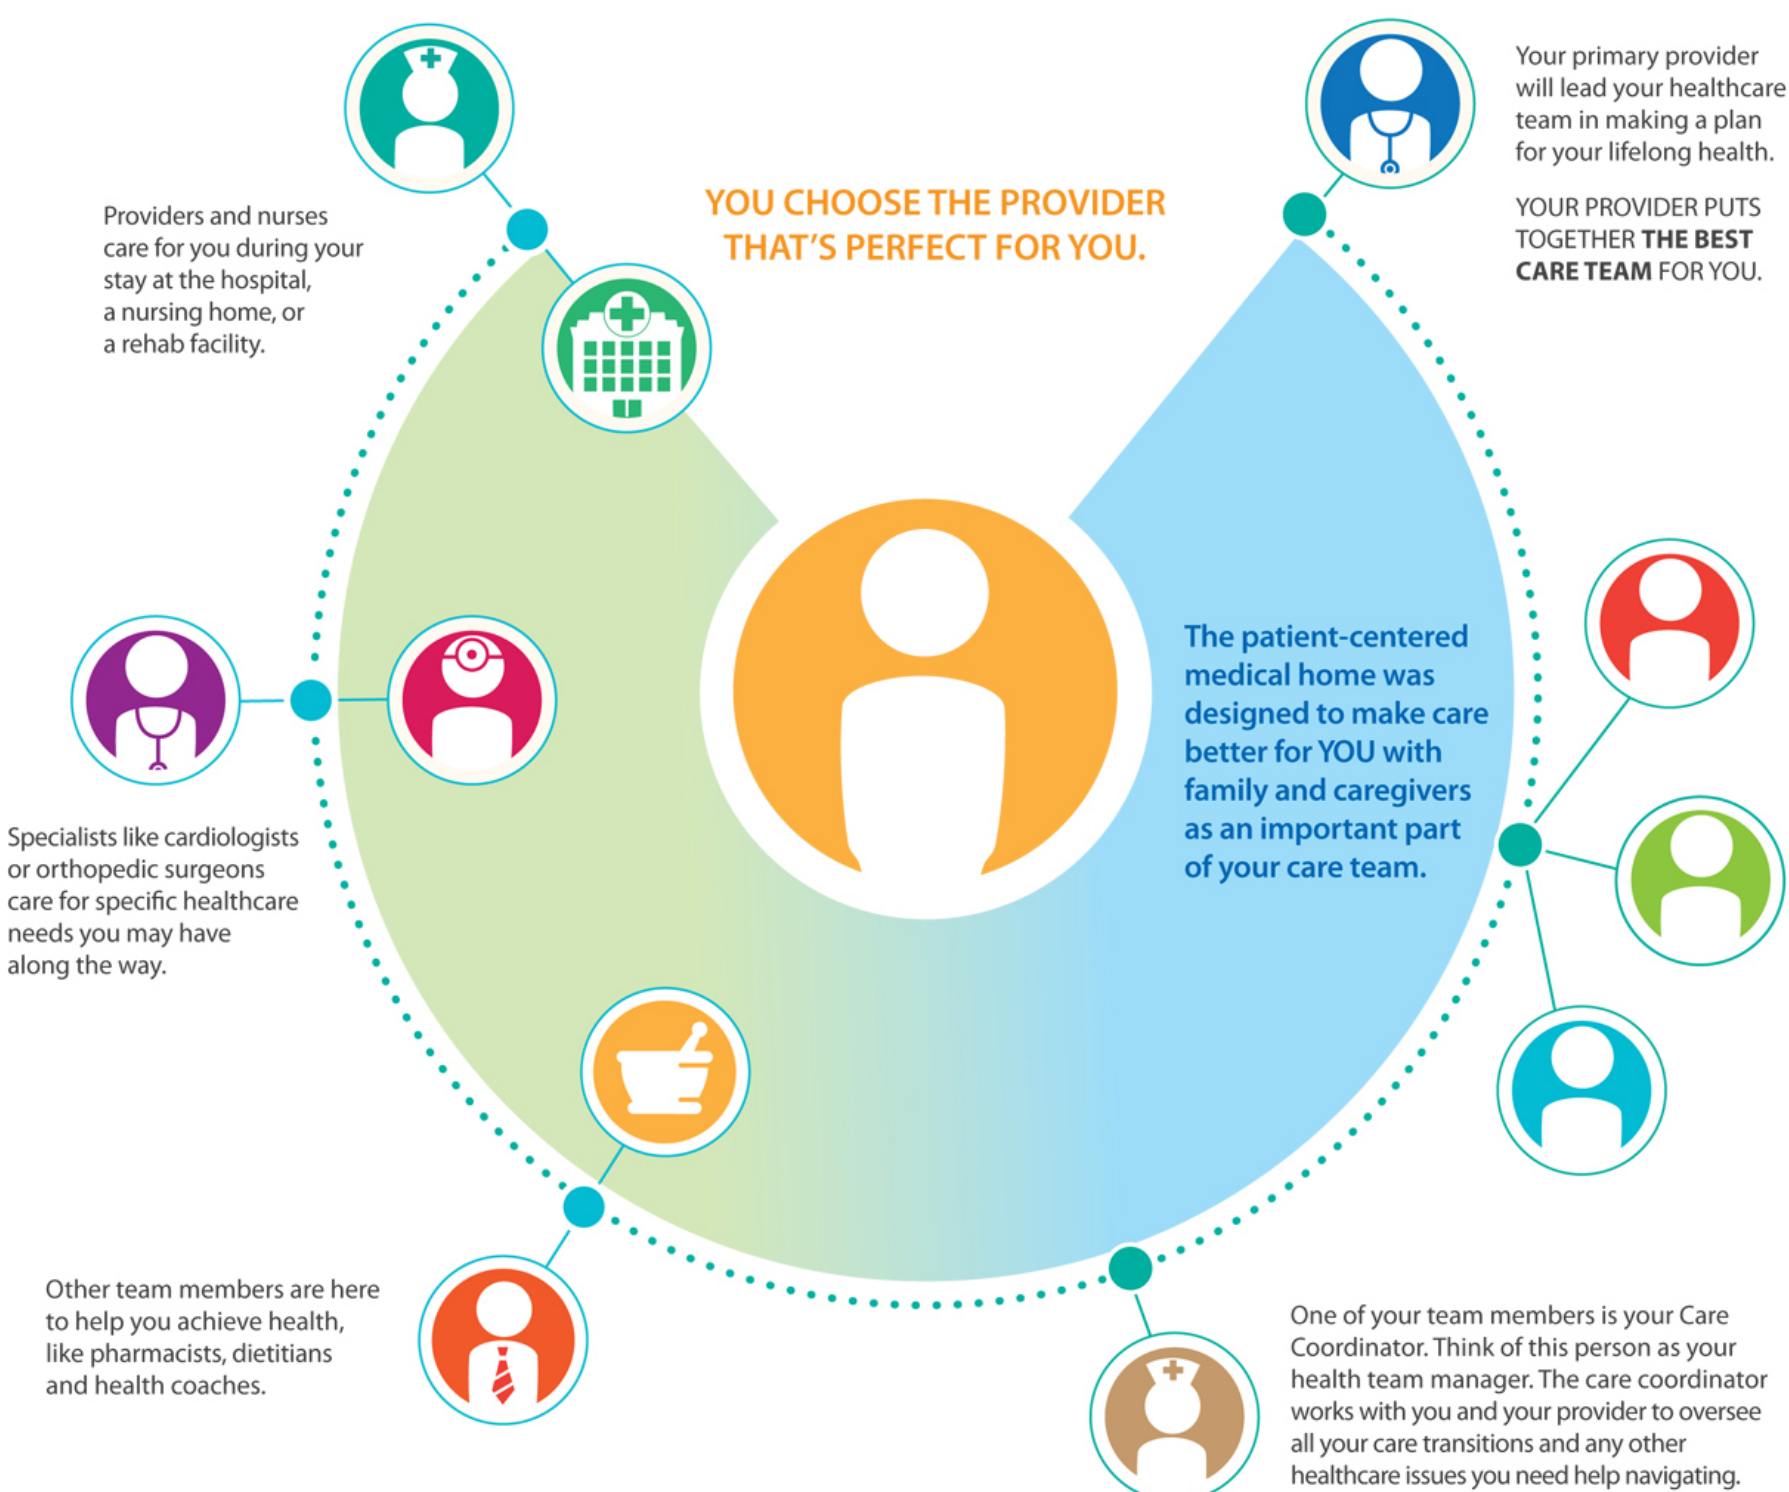 YOU CHOOSE THE PROVIDER
THAT'S PERFECT FOR YOU.
Your primary provider
will lead your healthcare
team in making a plan
for your lifelong health.
YOUR PROVIDER PUTS
TOGETHER THE BEST
CARE TEAM FOR YOU.
Providers and nurses
care for you during your
stay at the hospital,
a nursing home, or
a rehab facility.
The patient-centered
medical home was
designed to make care
better for YOU with
family and caregivers
as an important part
of your care team.
Specialists like cardiologists
or orthopedic surgeons
care for specific healthcare
needs you may have
along the way.
Other team members are here
to help you achieve health,
like pharmacists, dietitians
and health coaches.
One of your team members is your Care
Coordinator. Think of this person as your
health team manager. The care coordinator
works with you and your provider to oversee
all your care transitions and any other
healthcare issues you need help navigating.